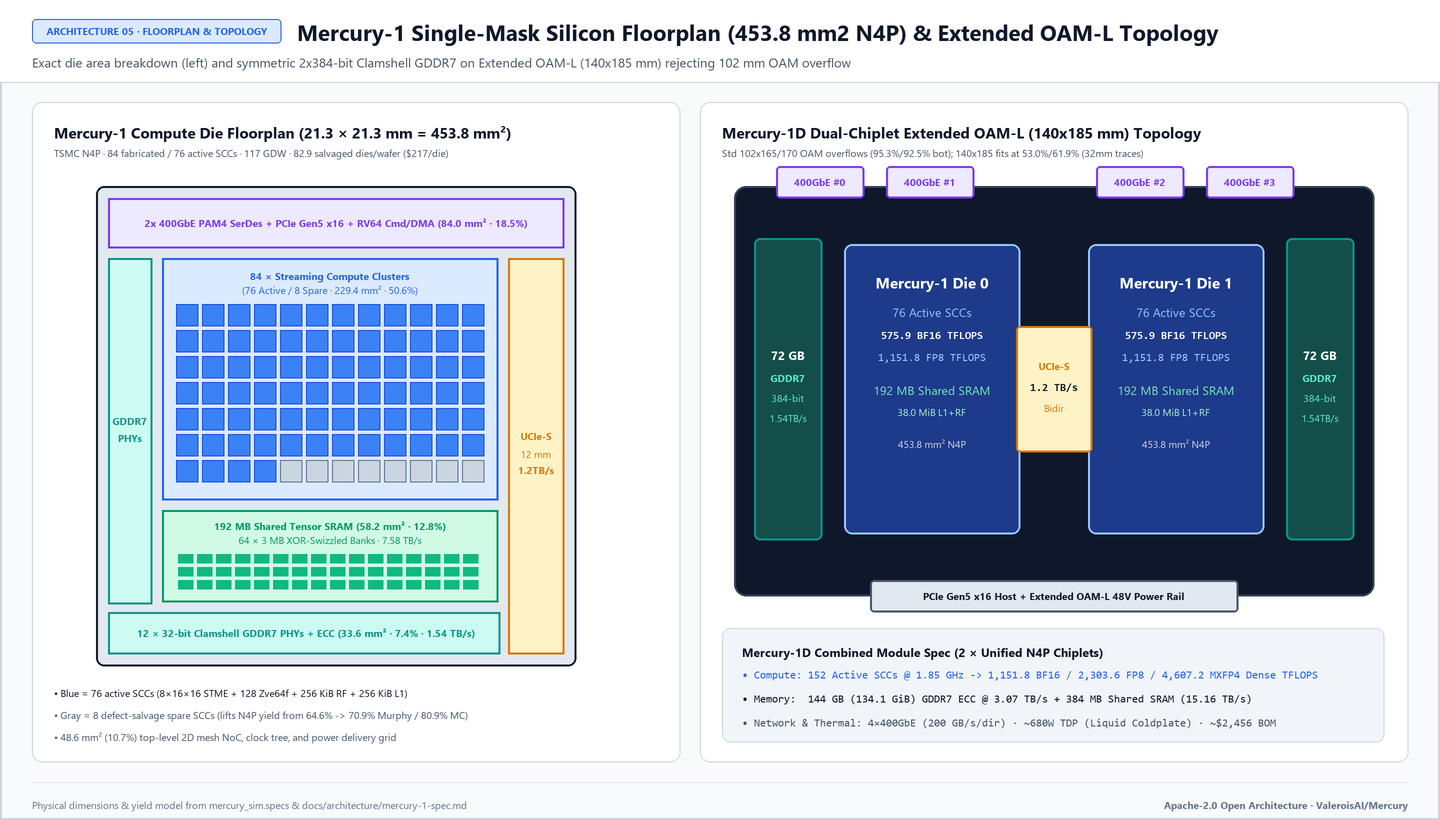 ARCHITECTURE 05 · FLOORPLAN & TOPOLOGY
Mercury-1 Single-Mask Silicon Floorplan (453.8 mm2 N4P) & Extended OAM-L Topology
Exact die area breakdown (left) and symmetric 2x384-bit Clamshell GDDR7 on Extended OAM-L (140x185 mm) rejecting 102 mm OAM overflow
Mercury-1 Compute Die Floorplan (21.3 × 21.3 mm = 453.8 mm²)
TSMC N4P · 84 fabricated / 76 active SCCs · 117 GDW · 82.9 salvaged dies/wafer ($217/die)
2x 400GbE PAM4 SerDes + PCIe Gen5 x16 + RV64 Cmd/DMA (84.0 mm² · 18.5%)
GDDR7
PHYs
84 × Streaming Compute Clusters
(76 Active / 8 Spare · 229.4 mm² · 50.6%)
UCIe-S
12 mm
1.2TB/s
192 MB Shared Tensor SRAM (58.2 mm² · 12.8%)
64 × 3 MB XOR-Swizzled Banks · 7.58 TB/s
12 × 32-bit Clamshell GDDR7 PHYs + ECC (33.6 mm² · 7.4% · 1.54 TB/s)
• Blue = 76 active SCCs (8×16×16 STME + 128 Zve64f + 256 KiB RF + 256 KiB L1)
• Gray = 8 defect-salvage spare SCCs (lifts N4P yield from 64.6% -> 70.9% Murphy / 80.9% MC)
• 48.6 mm² (10.7%) top-level 2D mesh NoC, clock tree, and power delivery grid
Mercury-1D Dual-Chiplet Extended OAM-L (140x185 mm) Topology
Std 102x165/170 OAM overflows (95.3%/92.5% bot); 140x185 fits at 53.0%/61.9% (32mm traces)
400GbE #0
400GbE #1
400GbE #2
400GbE #3
72 GB
GDDR7
384-bit
1.54TB/s
Mercury-1 Die 0
76 Active SCCs
575.9 BF16 TFLOPS
1,151.8 FP8 TFLOPS
192 MB Shared SRAM
38.0 MiB L1+RF
453.8 mm² N4P
UCIe-S
1.2 TB/s
Bidir
Mercury-1 Die 1
76 Active SCCs
575.9 BF16 TFLOPS
1,151.8 FP8 TFLOPS
192 MB Shared SRAM
38.0 MiB L1+RF
453.8 mm² N4P
72 GB
GDDR7
384-bit
1.54TB/s
PCIe Gen5 x16 Host + Extended OAM-L 48V Power Rail
Mercury-1D Combined Module Spec (2 × Unified N4P Chiplets)
• Compute: 152 Active SCCs @ 1.85 GHz -> 1,151.8 BF16 / 2,303.6 FP8 / 4,607.2 MXFP4 Dense TFLOPS
• Memory: 144 GB (134.1 GiB) GDDR7 ECC @ 3.07 TB/s + 384 MB Shared SRAM (15.16 TB/s)
• Network & Thermal: 4×400GbE (200 GB/s/dir) · ~680W TDP (Liquid Coldplate) · ~$2,456 BOM
Physical dimensions & yield model from mercury_sim.specs & docs/architecture/mercury-1-spec.md
Apache-2.0 Open Architecture · ValeroisAI/Mercury